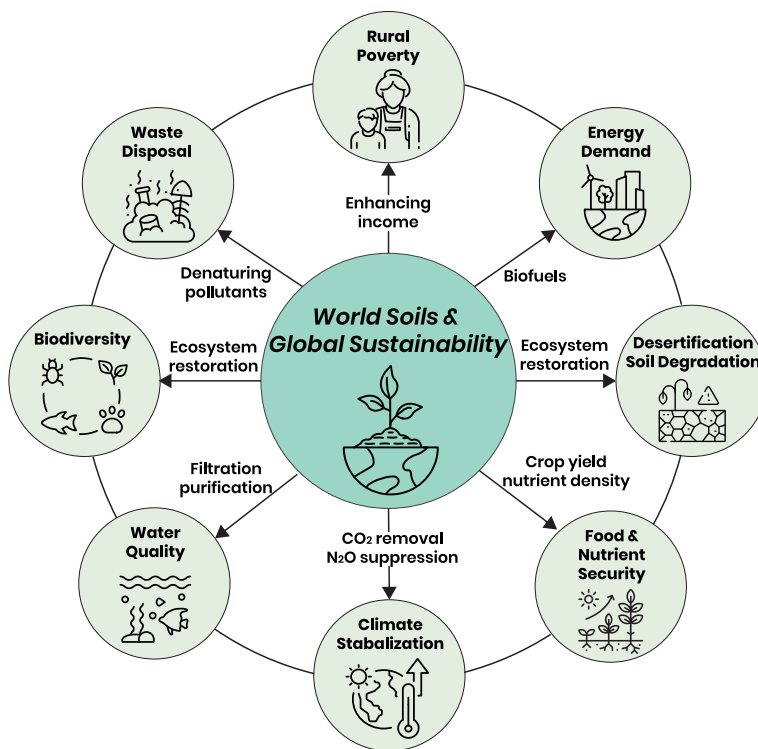 Rural
Poverty
Waste
Disposal
Energy
Demand
Enhancing
income
Denaturing
pollutants
Biofuels
World Soils &
Global Sustainability
Biodiversity
Ecosystem
restoration
Ecosystem
restoration
Desertification
Soil Degradation
Filtration
purification
Crop yield
nutrient density
Water
Quality
CO₂ removal
N₂O suppression
Food &
Nutrient
Security
Climate
Stabalization